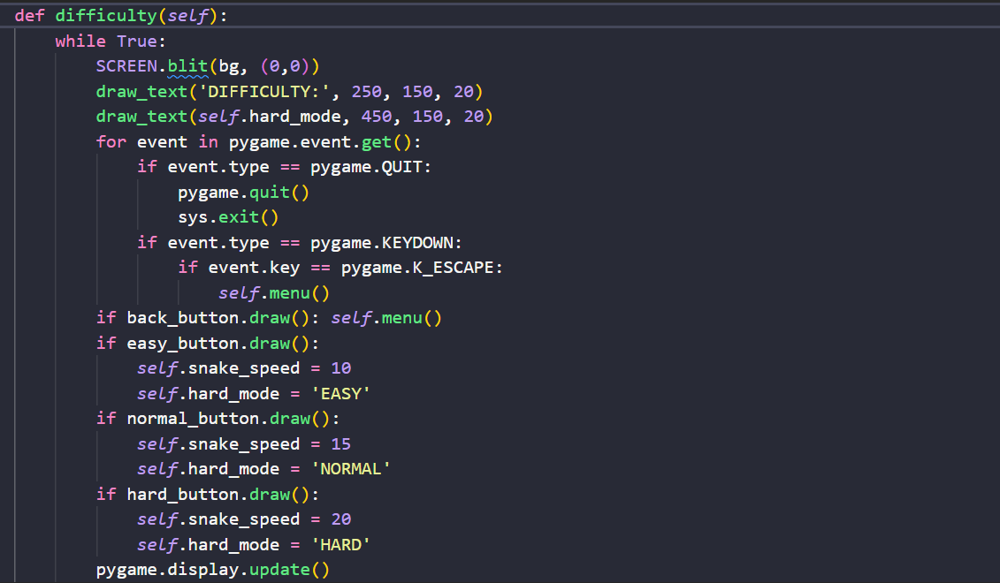 def difficulty(self):
    while True:
        SCREEN.blit(bg, (0,0))
        draw_text('DIFFICULTY:', 250, 150, 20)
        draw_text(self.hard_mode, 450, 150, 20)
        for event in pygame.event.get():
            if event.type == pygame.QUIT:
                pygame.quit()
                sys.exit()
            if event.type == pygame.KEYDOWN:
                if event.key == pygame.K_ESCAPE:
                    self.menu()
        if back_button.draw(): self.menu()
        if easy_button.draw():
            self.snake_speed = 10
            self.hard_mode = 'EASY'
        if normal_button.draw():
            self.snake_speed = 15
            self.hard_mode = 'NORMAL'
        if hard_button.draw():
            self.snake_speed = 20
            self.hard_mode = 'HARD'
        pygame.display.update()